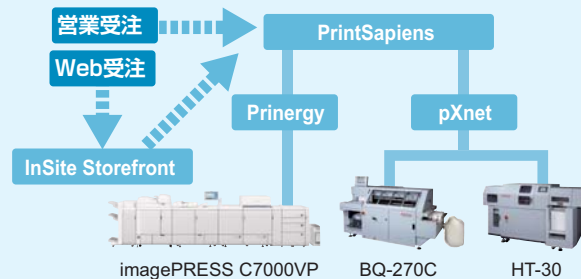 営業受注
PrintSapiens
Web受注
Prinergy
pXnet
InSite Storefront
imagePRESS C7000VP
BQ-270C
HT-30